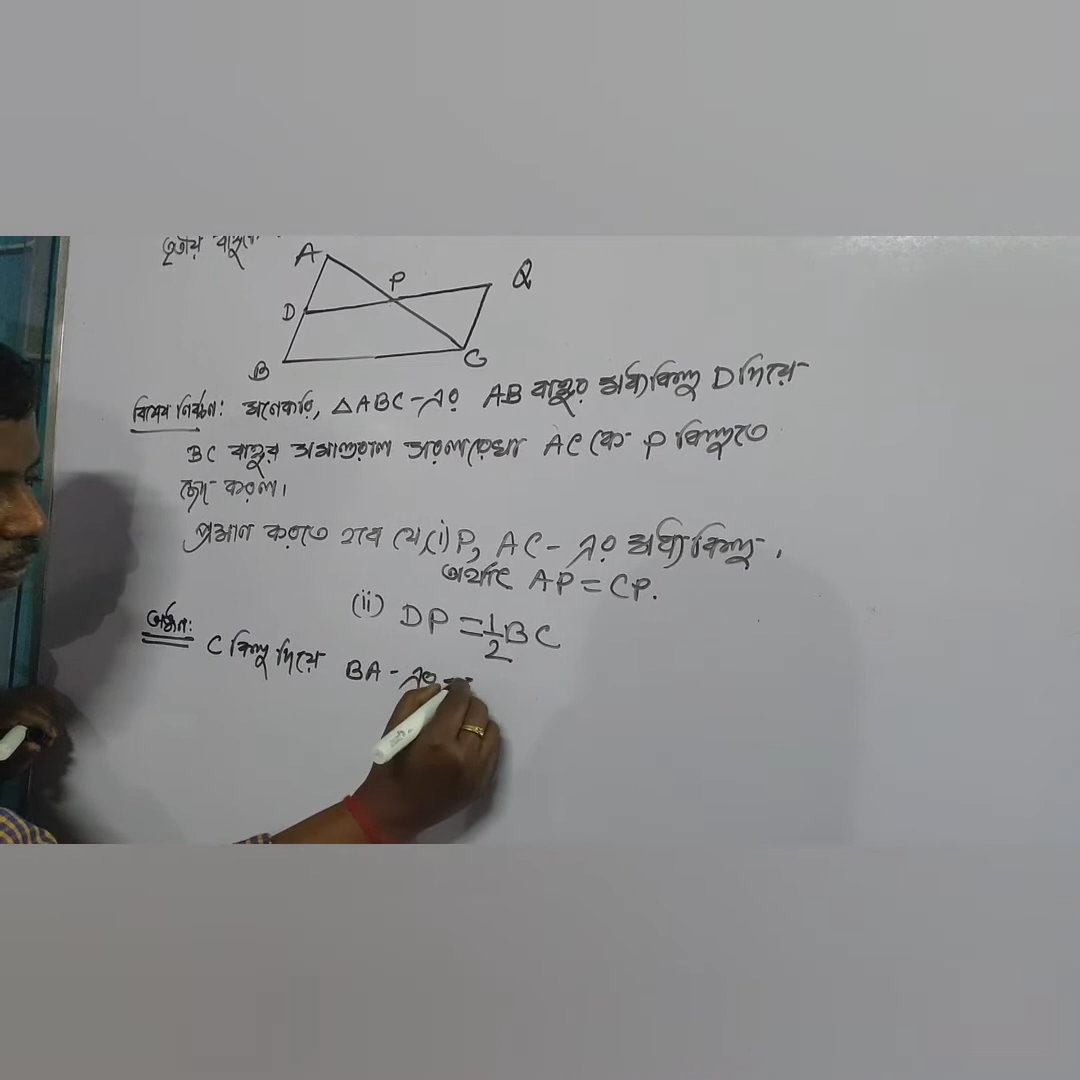 তৃতীয়
A
P
Q
D
B
C
বিশেষ নির্বচন: মনেকরি, △ABC-এর AB বাহুর মধ্যবিন্দু D দিয়ে
BC বাহুর সমান্তরাল সরলরেখা AC কে P বিন্দুতে
ছেদ করল।
প্রমান করতে হবে যে,(i) P, AC-এর মধ্যবিন্দু.
অর্থাৎ AP = CP.
(ii) DP = 1/2 BC
অঙ্কন:
C বিন্দু দিয়ে BA-এর